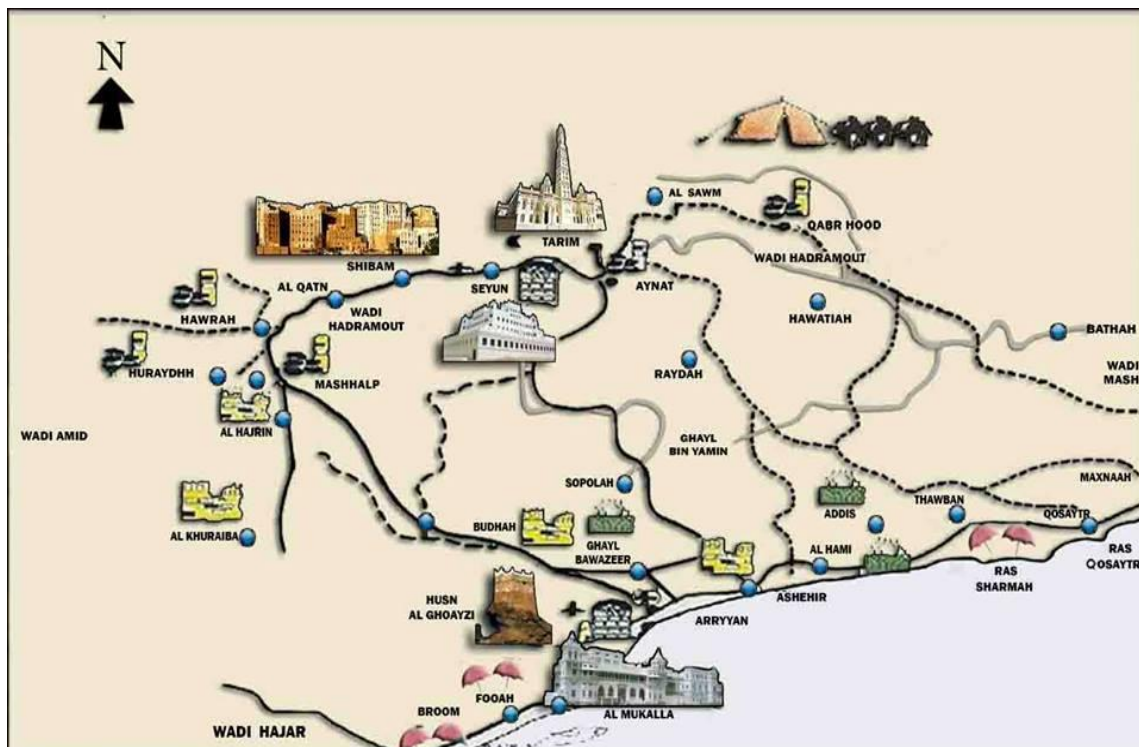 N
AL SAWM
QABR HOOD
TARIM
WADI HADRAMOUT
SHIBAM
SEYUN
AYNAT
AL QATN
WADI
HADRAMOUT
HAWRAH
HAWATIAH
BATHAH
HURAYDHH
MASHHALP
RAYDAH
WADI
MASH
AL HAJRIN
WADI AMID
GHAYL
BIN YAMIN
SOPOLAH
MAXNAAH
THAWBAN
ADDIS
QOSAYTR
AL KHURAIBA
BUDHAH
GHAYL
BAWAZEER
AL HAMI
RAS
QOSAYTR
RAS
SHARMAH
ASHEHIR
HUSN
AL GHOAYZI
ARRYYAN
FOOAH
BROOM
AL MUKALLA
WADI HAJAR